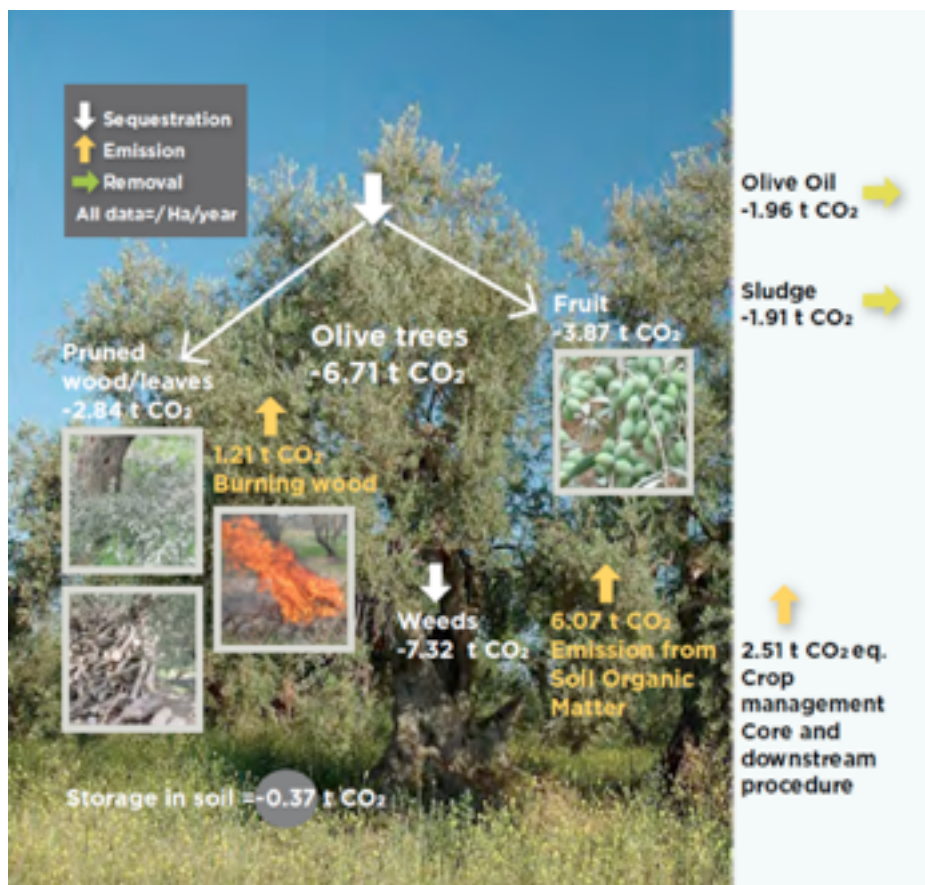 Sequestration
Emission
Removal
All data=/ Ha/year
Olive Oil
-1.96 t CO₂
Sludge
-1.91 t CO₂
Fruit
-3.87 t CO₂
Olive trees
-6.71 t CO₂
Pruned
wood/leaves
-2.84 t CO₂
1.21 t CO₂
Burning wood
Weeds
-7.32 t CO₂
6.07 t CO₂
Emission from
Soil Organic
Matter
2.51 t CO₂ eq.
Crop
management
Core and
downstream
procedure
Storage in soil =-0.37 t CO₂